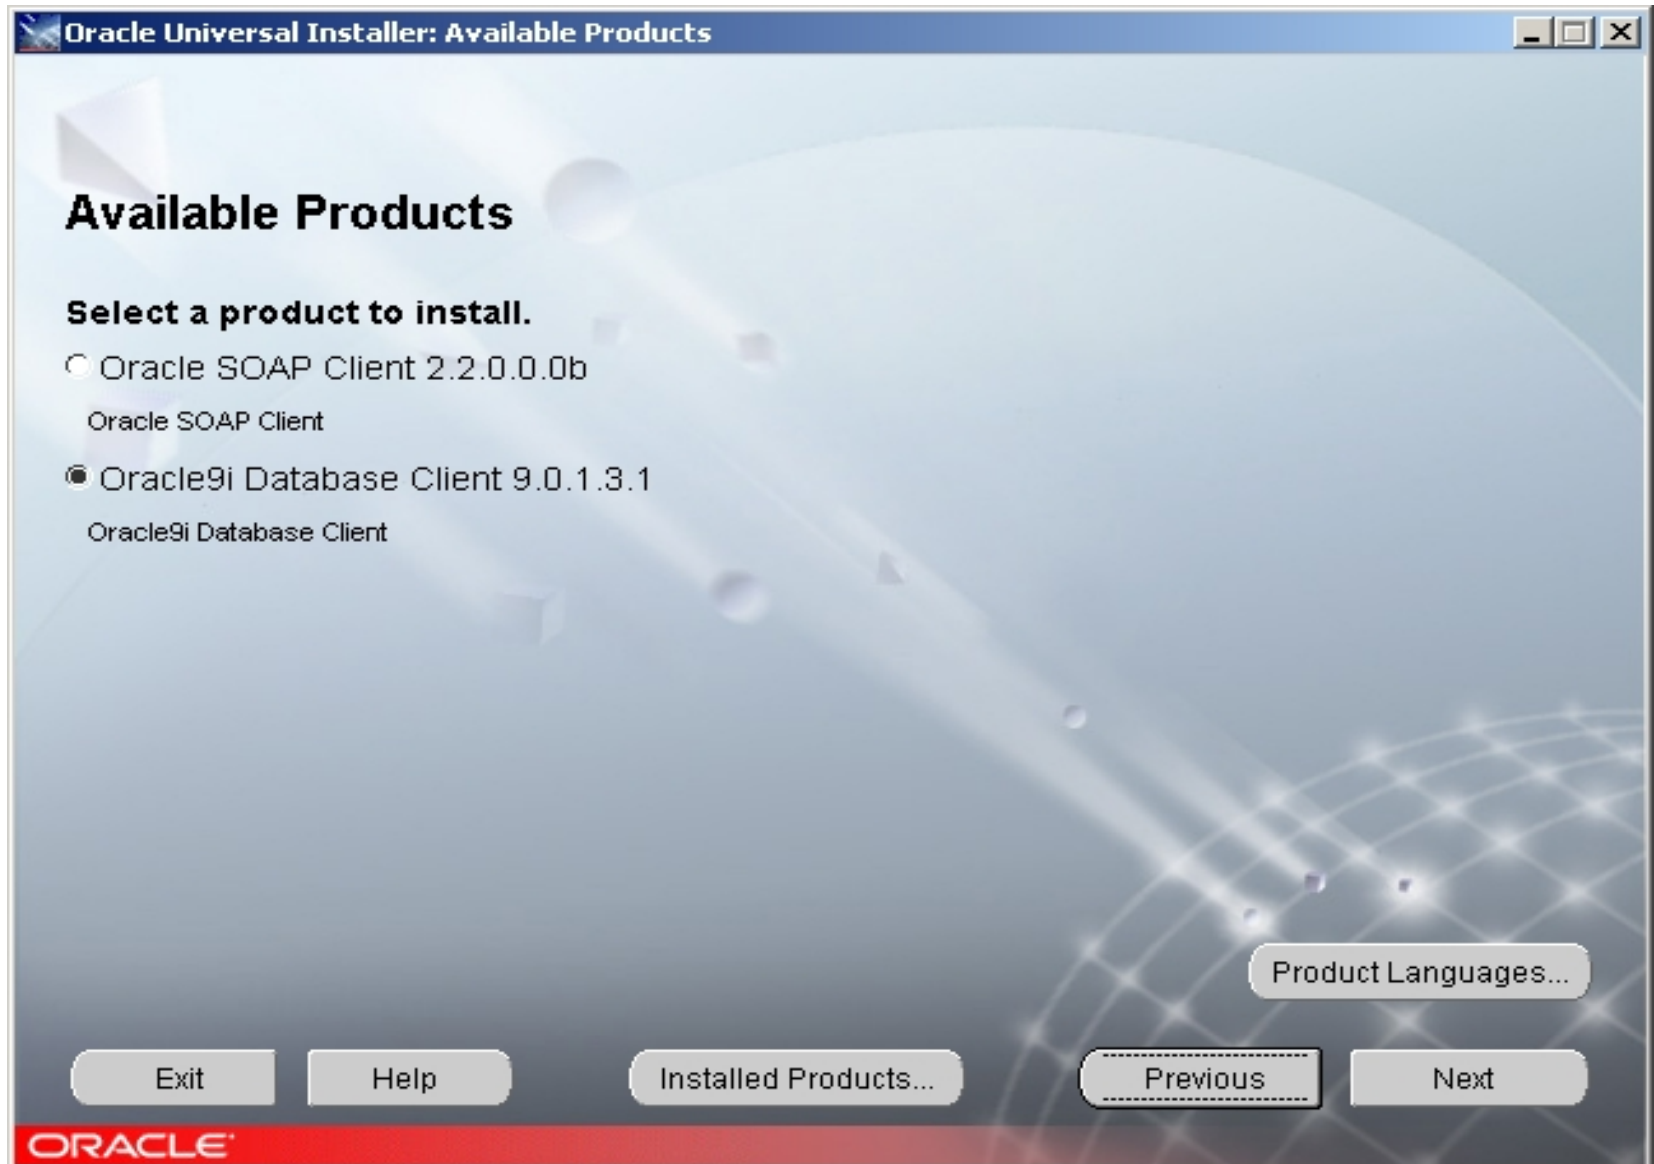 Oracle Universal Installer: Available Products
Available Products
Select a product to install.
Oracle SOAP Client 2.2.0.0.0b
Oracle SOAP Client
Oracle9i Database Client 9.0.1.3.1
Oracle9i Database Client
Product Languages...
Exit
Help
Installed Products...
Previous
Next
ORACLE